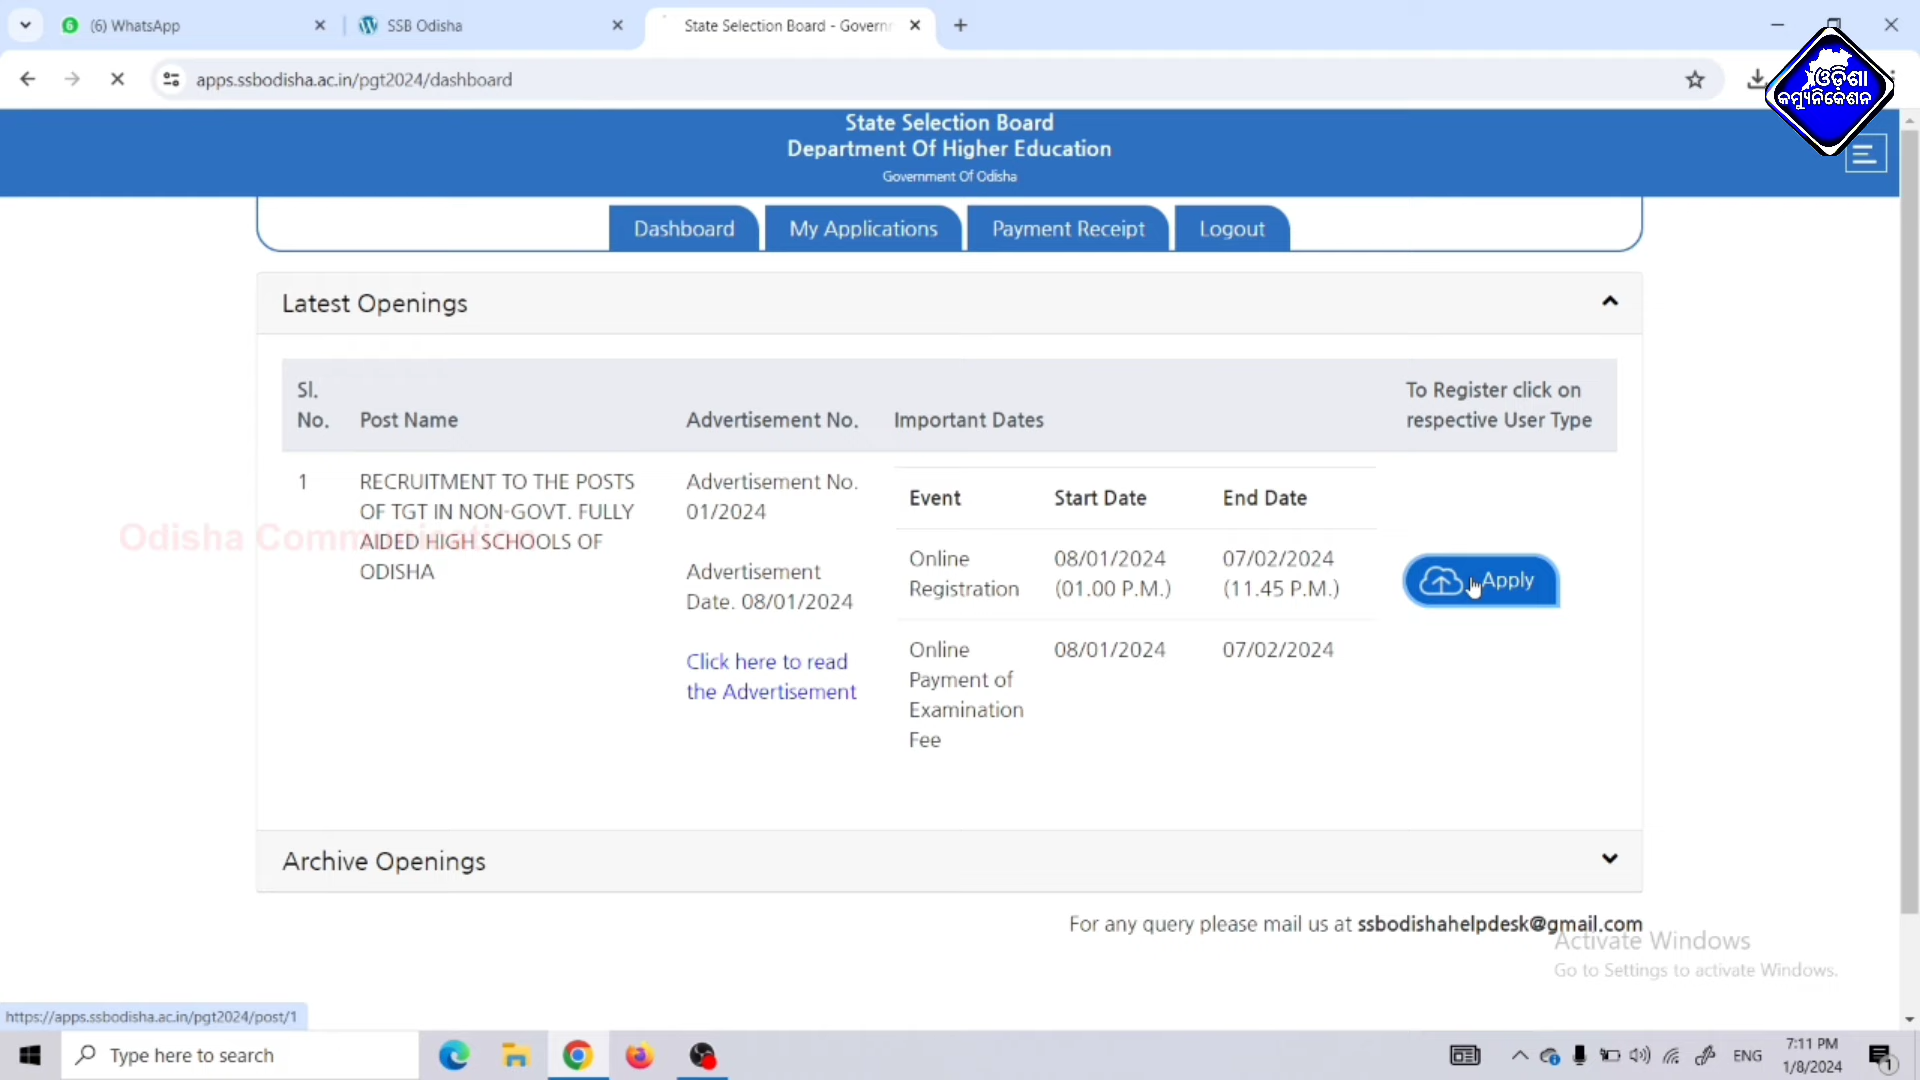 (6) WhatsApp
SSB Odisha
State Selection Board - Govern
apps.ssbodisha.ac.in/pgt2024/dashboard
ଓଡ଼ିଶା
କମ୍ୟୁନିକେଶନ
State Selection Board
Department Of Higher Education
Government Of Odisha
Dashboard My Applications Payment Receipt Logout
Latest Openings
Sl. No. Post Name Advertisement No. Important Dates To Register click on respective User Type
1
RECRUITMENT TO THE POSTS
OF TGT IN NON-GOVT. FULLY
AIDED HIGH SCHOOLS OF
ODISHA
Advertisement No.
01/2024
Advertisement
Date. 08/01/2024
Click here to read
the Advertisement
Event Start Date End Date
Online Registration 08/01/2024 (01.00 P.M.) 07/02/2024 (11.45 P.M.)
Online Payment of Examination Fee 08/01/2024 07/02/2024
Apply
Odisha Communication
Archive Openings
For any query please mail us at ssbodishahelpdesk@gmail.com
Activate Windows
Go to Settings to activate Windows.
https://apps.ssbodisha.ac.in/pgt2024/post/1
Type here to search
ENG
7:11 PM
1/8/2024
1